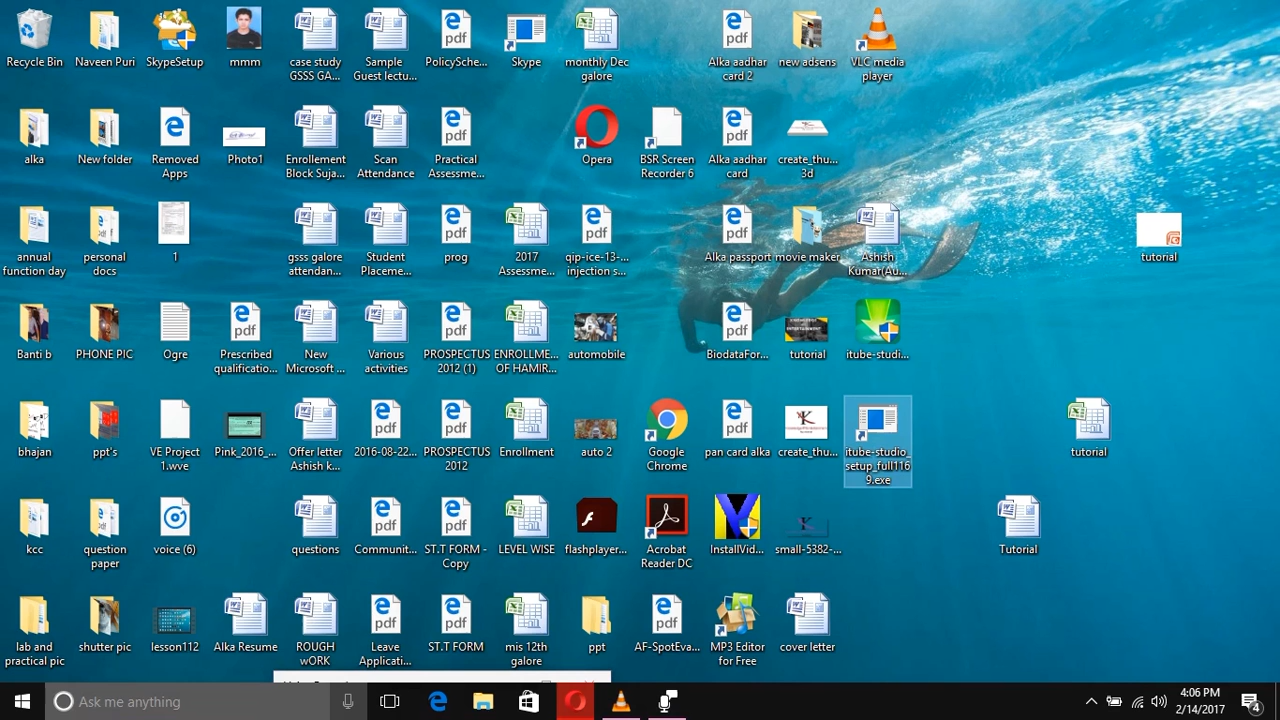 Recycle Bin
Naveen Puri
SkypeSetup
mmm
case study
GSSS GA...
Sample
Guest lectu...
PolicySche...
Skype
monthly Dec
galore
Alka aadhar
card 2
new adsens
VLC media
player
alka
New folder
Removed
Apps
Photo1
Enrollement
Block Suja...
Scan
Attendance
Practical
Assessme...
Opera
BSR Screen
Recorder 6
Alka aadhar
card
create_thu...
3d
annual
function day
personal
docs
1
gsss galore
attendan...
Student
Placeme...
prog
2017
Assessme...
qip-ice-13-...
injection s...
Alka passport
movie maker
Ashish
Kumar(Au...
tutorial
Banti b
PHONE PIC
Ogre
Prescribed
qualificatio...
New
Microsoft ...
Various
activities
PROSPECTUS
2012 (1)
ENROLLME...
OF HAMIR...
automobile
BiodataFor...
tutorial
itube-studi...
bhajan
ppt's
VE Project
1.wve
Pink_2016_...
Offer letter
Ashish k...
2016-08-22...
PROSPECTUS
2012
Enrollment
auto 2
Google
Chrome
pan card alka
create_thu...
itube-studio_
setup_full116
9.exe
tutorial
kcc
question
paper
voice (6)
questions
Communit...
ST.T FORM -
Copy
LEVEL WISE
flashplayer...
Acrobat
Reader DC
InstallVid...
small-5382-...
Tutorial
lab and
practical pic
shutter pic
lesson112
Alka Resume
ROUGH
wORK
Leave
Applicati...
ST.T FORM
mis 12th
galore
ppt
AF-SpotEva...
MP3 Editor
for Free
cover letter
Ask me anything
4:06 PM
2/14/2017
4